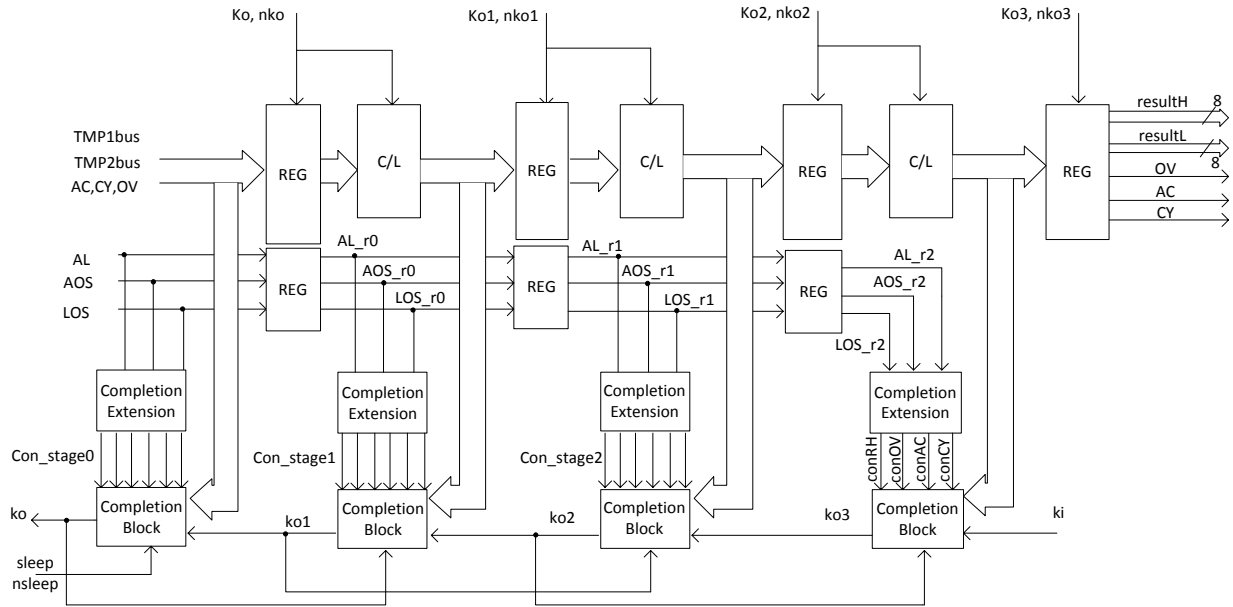 Ko, nko
Ko1, nko1
Ko2, nko2
Ko3, nko3
TMP1bus
TMP2bus
AC,CY,OV
REG
C/L
REG
C/L
REG
C/L
REG
resultH
8
resultL
8
OV
AC
CY
AL
AOS
LOS
REG
AL_r0
AOS_r0
LOS_r0
REG
AL_r1
AOS_r1
LOS_r1
REG
AL_r2
AOS_r2
LOS_r2
Completion
Extension
Completion
Extension
Completion
Extension
Completion
Extension
Con_stage0
Con_stage1
Con_stage2
conRH
conOV
conAC
conCY
ko
Completion
Block
ko1
Completion
Block
ko2
Completion
Block
ko3
Completion
Block
ki
sleep
nsleep